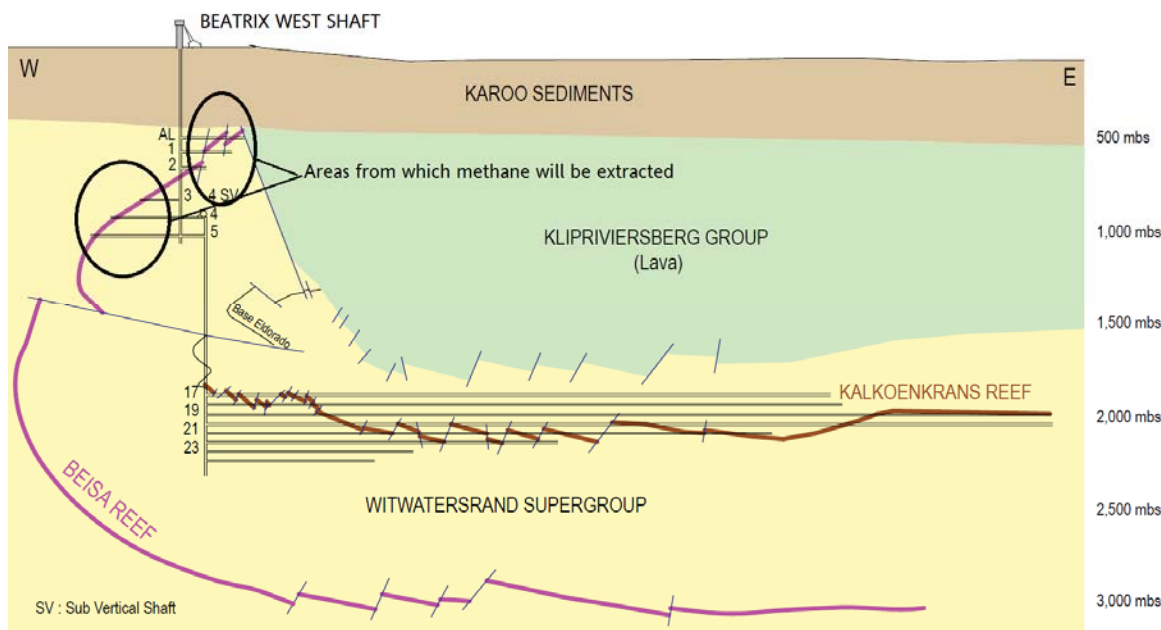 BEATRIX WEST SHAFT
W
E
KAROO SEDIMENTS
AL
1
2
3
4 SV
4
5
Areas from which methane will be extracted
500 mbs
KLIPRIVIERSBERG GROUP
(Lava)
1,000 mbs
Base Eldorado
1,500 mbs
17
19
21
23
KALKOENKRANS REEF
2,000 mbs
BEISA REEF
WITWATERSRAND SUPERGROUP
2,500 mbs
SV : Sub Vertical Shaft
3,000 mbs